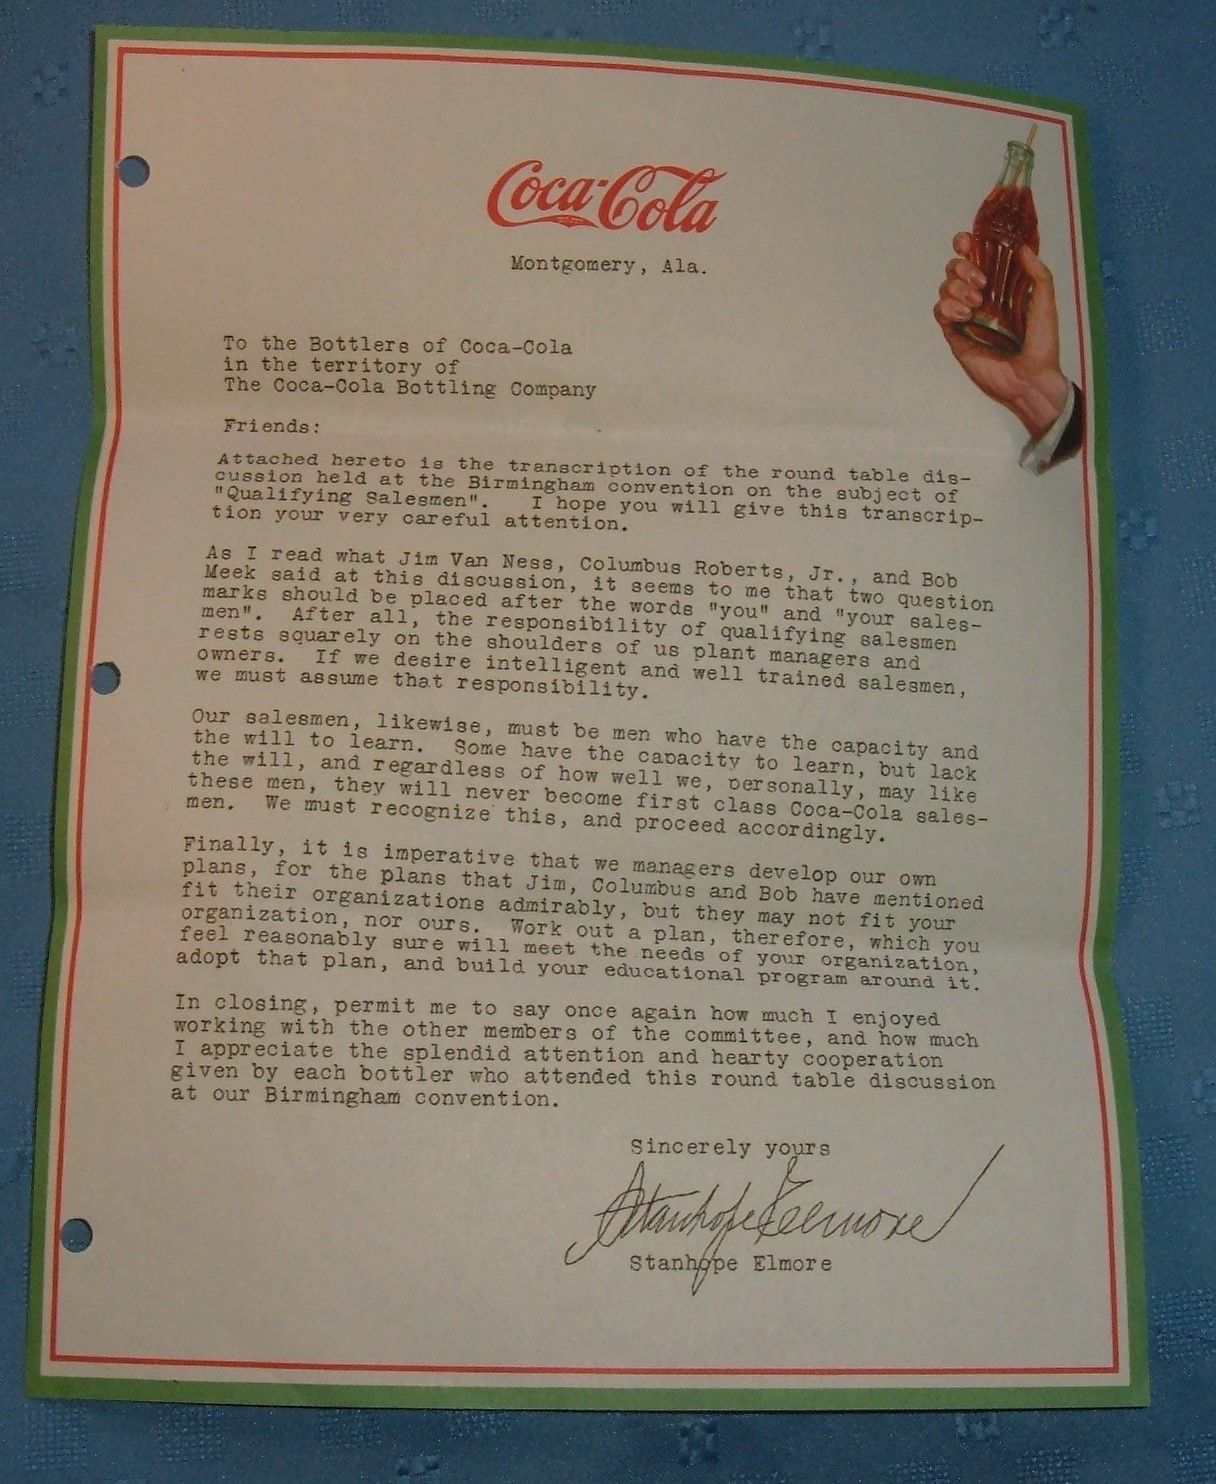 Coca-Cola
Montgomery, Ala.
To the Bottlers of Coca-Cola
in the territory of
The Coca-Cola Bottling Company
Friends:
Attached hereto is the transcription of the round table dis-
cussion held at the Birmingham convention on the subject of
"Qualifying Salesmen". I hope you will give this transcrip-
tion your very careful attention.
As I read what Jim Van Ness, Columbus Roberts, Jr., and Bob
Meek said at this discussion, it seems to me that two question
marks should be placed after the words "you" and "your sales-
men". After all, the responsibility of qualifying salesmen
rests squarely on the shoulders of us plant managers and
owners. If we desire intelligent and well trained salesmen,
we must assume that responsibility.
Our salesmen, likewise, must be men who have the capacity and
the will to learn. Some have the capacity to learn, but lack
the will, and regardless of how well we, personally, may like
these men, they will never become first class Coca-Cola sales-
men. We must recognize this, and proceed accordingly.
Finally, it is imperative that we managers develop our own
plans, for the plans that Jim, Columbus and Bob have mentioned
fit their organizations admirably, but they may not fit your
organization, nor ours. Work out a plan, therefore, which you
feel reasonably sure will meet the needs of your organization,
adopt that plan, and build your educational program around it.
In closing, permit me to say once again how much I enjoyed
working with the other members of the committee, and how much
I appreciate the splendid attention and hearty cooperation
given by each bottler who attended this round table discussion
at our Birmingham convention.
Sincerely yours
Stanhope Elmore
Stanhope Elmore